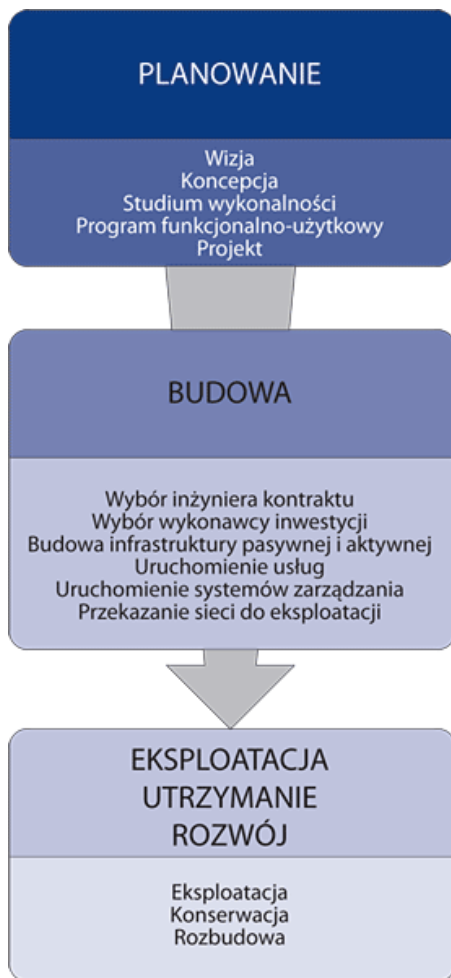 PLANOWANIE
Wizja
Koncepcja
Studium wykonalności
Program funkcjonalno-użytkowy
Projekt
BUDOWA
Wybór inżyniera kontraktu
Wybór wykonawcy inwestycji
Budowa infrastruktury pasywnej i aktywnej
Uruchomienie usług
Uruchomienie systemów zarządzania
Przekazanie sieci do eksploatacji
EKSPLOATACJA
UTRZYMANIE
ROZWÓJ
Eksploatacja
Konserwacja
Rozbudowa